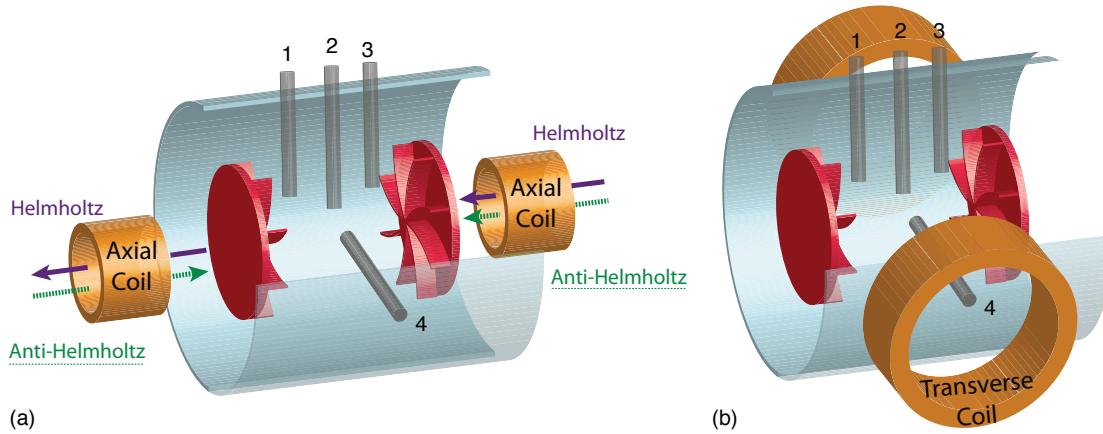 1
2
3
Helmholtz
Axial
Coil
Helmholtz
Axial
Coil
Anti-Helmholtz
4
Anti-Helmholtz
(a)
1
2
3
4
Transverse
Coil
(b)